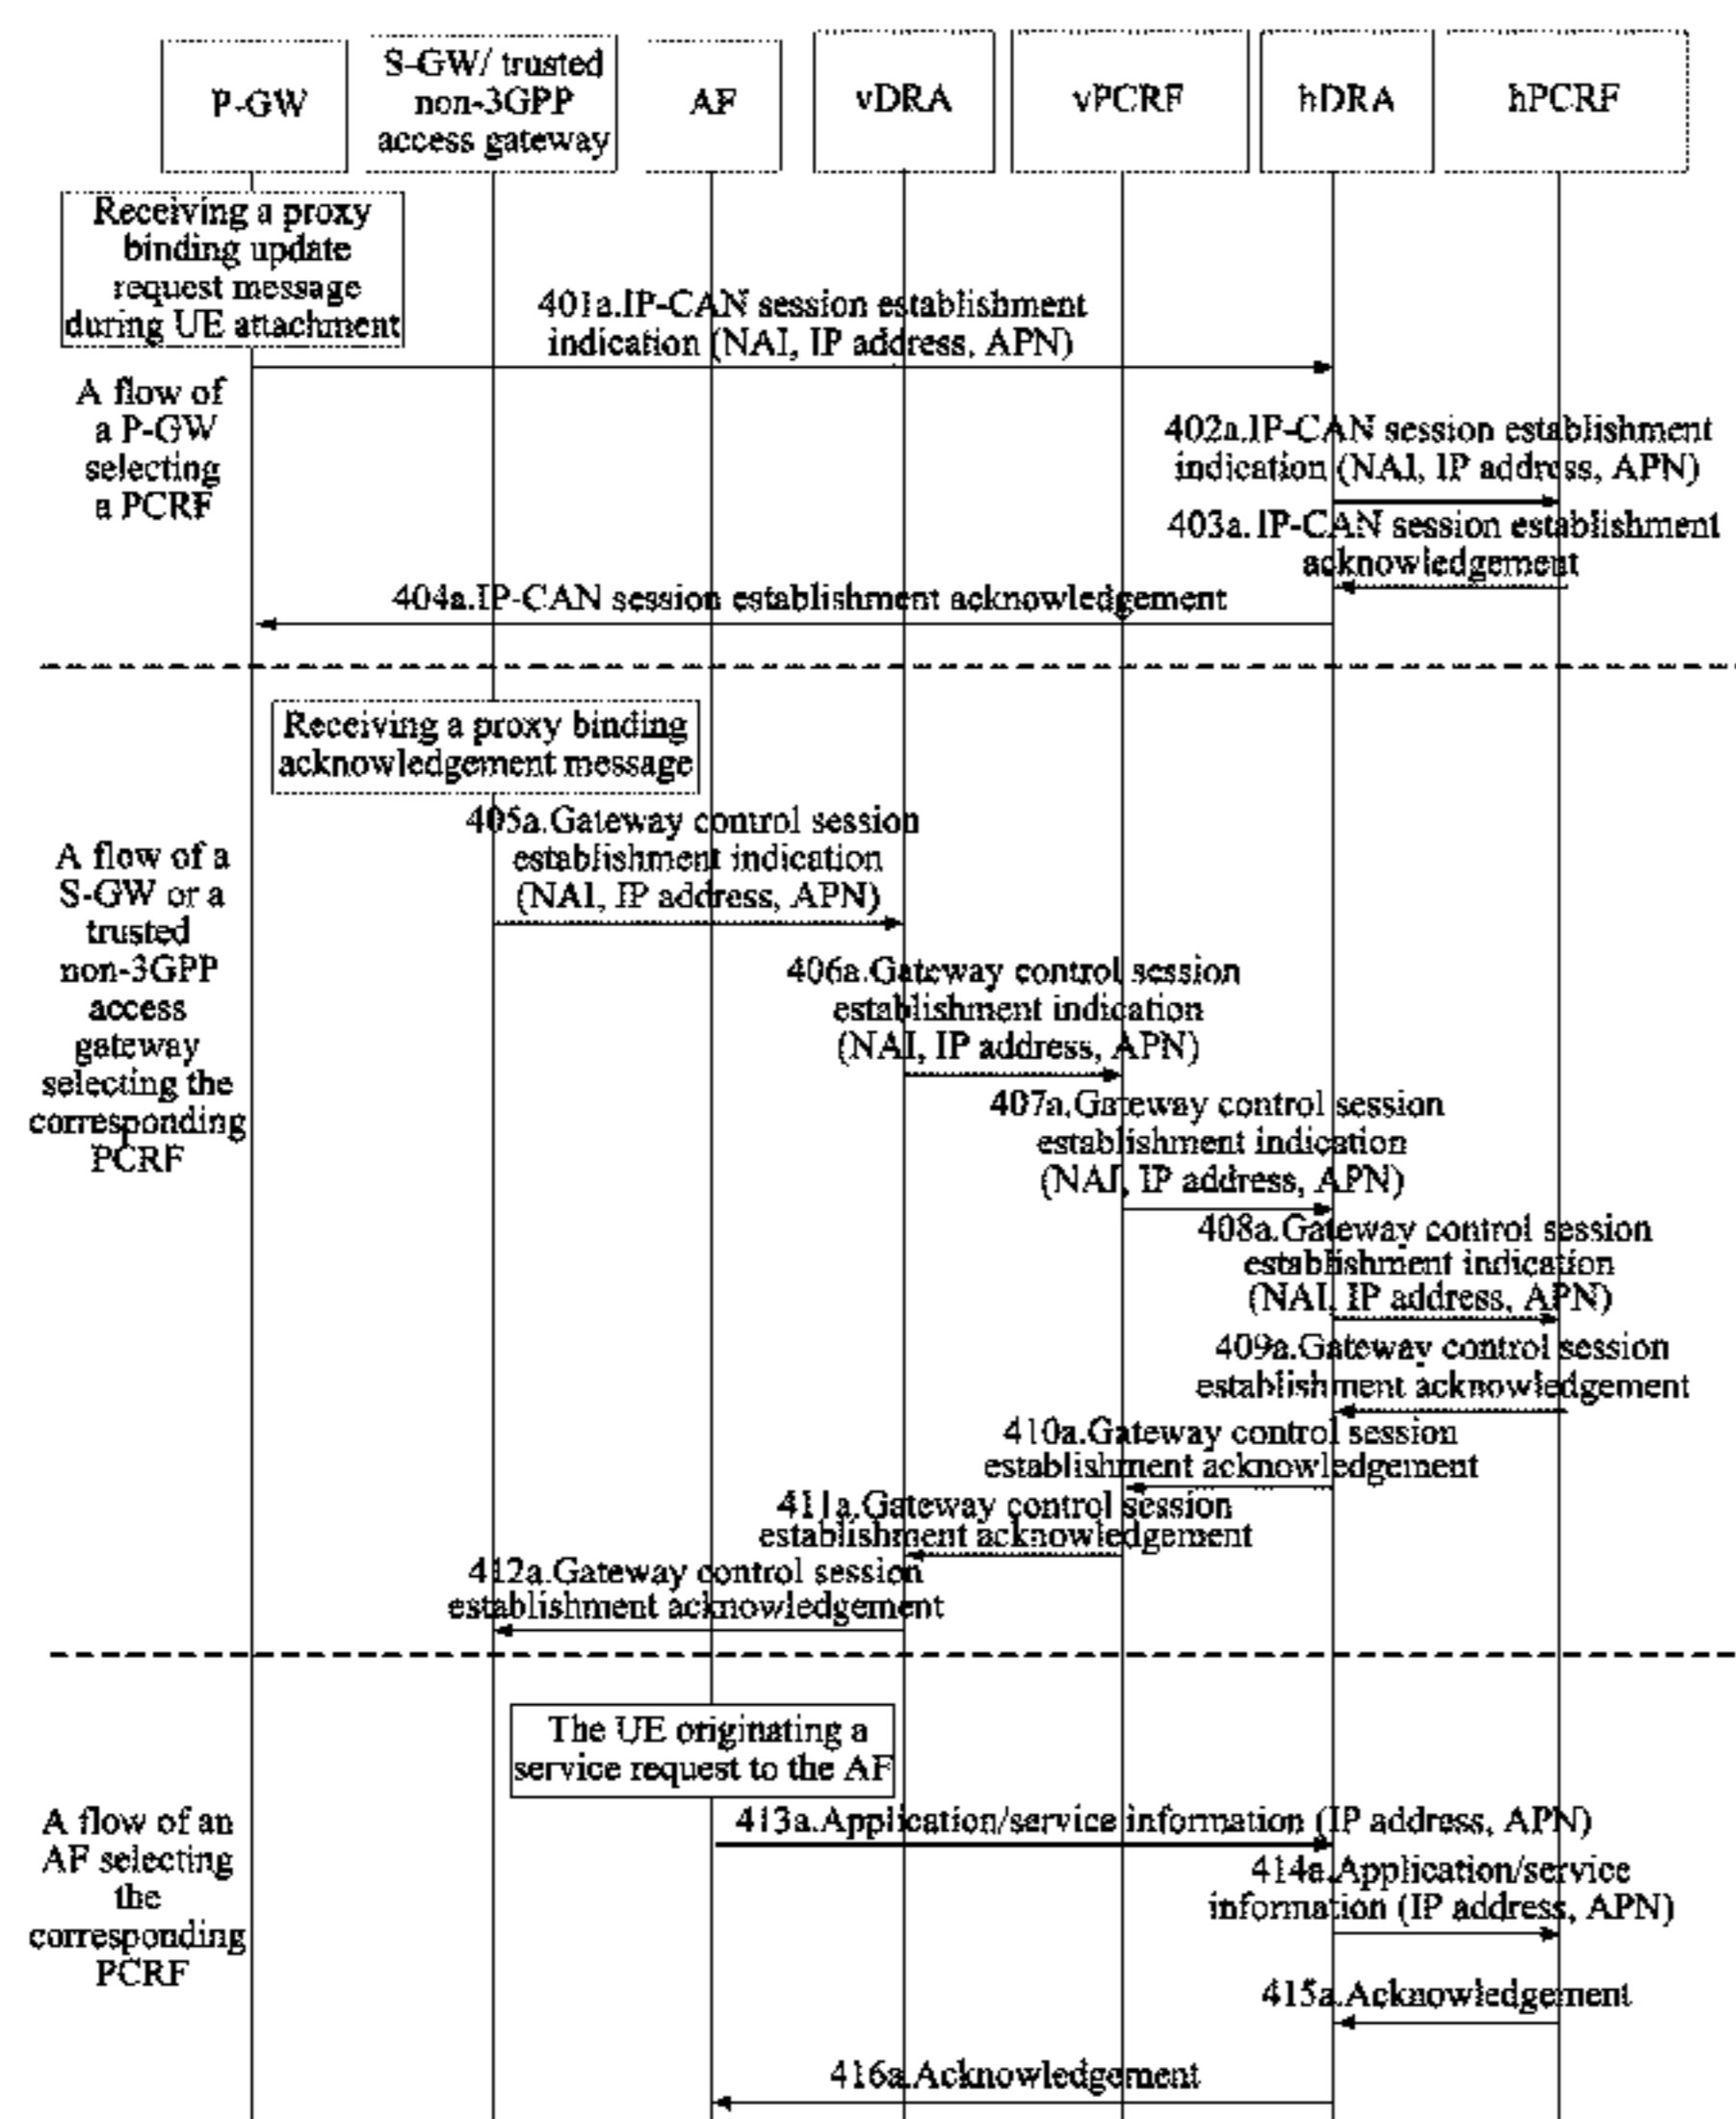 P-GW
S-GW/ trusted
non-3GPP
access gateway
AF
vDRA
vPCRF
hDRA
hPCRF
Receiving a proxy
binding update
request message
during UE attachment
401a.IP-CAN session establishment
indication (NAI, IP address, APN)
A flow of
a P-GW
selecting
a PCRF
402a.IP-CAN session establishment
indication (NAI, IP address, APN)
403a.IP-CAN session establishment
acknowledgement
404a.IP-CAN session establishment acknowledgement
Receiving a proxy binding
acknowledgement message
405a.Gateway control session
establishment indication
(NAI, IP address, APN)
A flow of a
S-GW or a
trusted
non-3GPP
access
gateway
selecting the
corresponding
PCRF
406a.Gateway control session
establishment indication
(NAI, IP address, APN)
407a.Gateway control session
establishment indication
(NAI, IP address, APN)
408a.Gateway control session
establishment indication
(NAI, IP address, APN)
409a.Gateway control session
establishment acknowledgement
410a.Gateway control session
establishment acknowledgement
411a.Gateway control session
establishment acknowledgement
412a.Gateway control session
establishment acknowledgement
The UE originating a
service request to the AF
A flow of an
AF selecting
the
corresponding
PCRF
413a.Application/service information (IP address, APN)
414a.Application/service
information (IP address, APN)
415a.Acknowledgement
416a.Acknowledgement